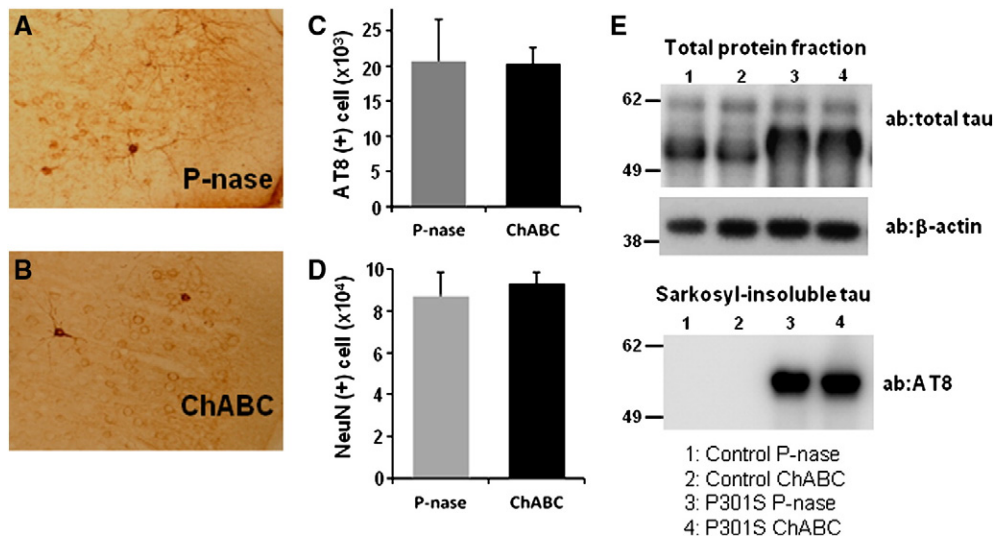 A
P-nase
B
ChABC
C
AT8 (+) cell (x10³)
25
20
15
10
5
0
P-nase ChABC
D
NeuN (+) cell (x10⁴)
10
8
6
4
2
0
P-nase ChABC
E
Total protein fraction
1 2 3 4
62
49
ab:total tau
38
ab:β-actin
Sarkosyl-insoluble tau
1 2 3 4
62
49
ab:AT8
1: Control P-nase
2: Control ChABC
3: P301S P-nase
4: P301S ChABC